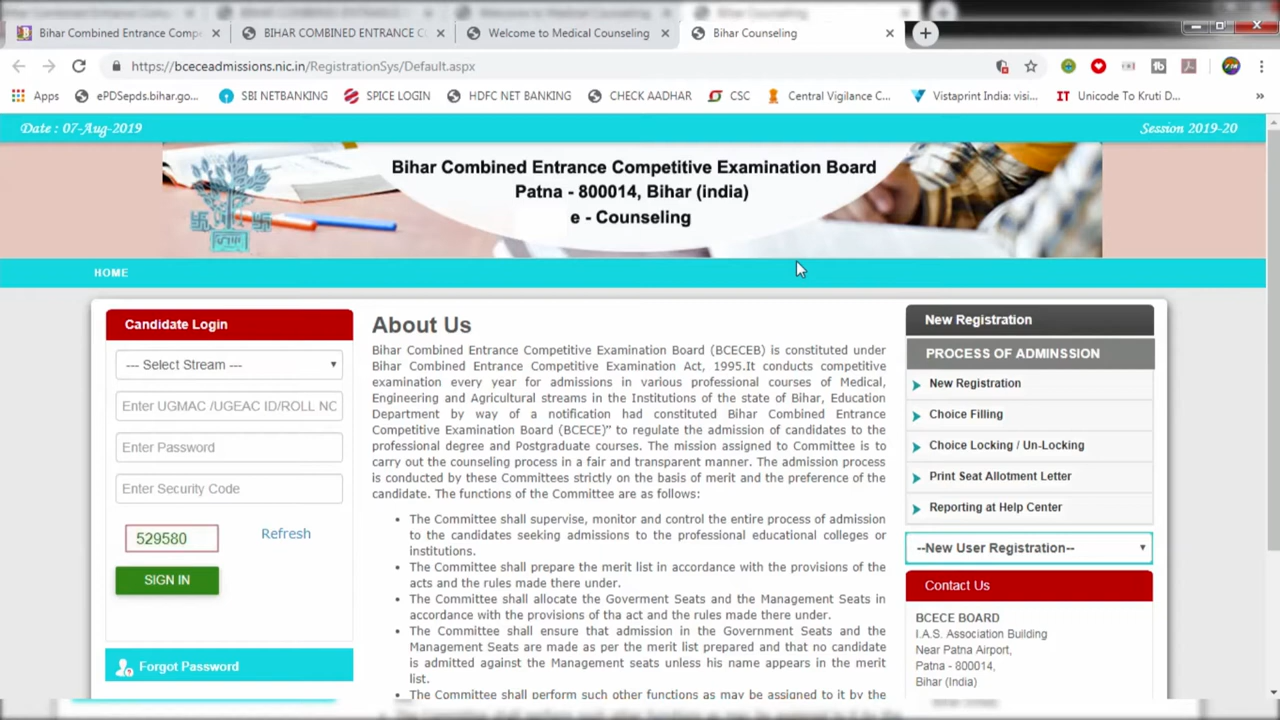 Bihar Combined Entrance Compe
BIHAR COMBINED ENTRANCE C
Welcome to Medical Counseling
Bihar Counseling
https://bceceadmissions.nic.in/RegistrationSys/Default.aspx
Apps
ePDSepds.bihar.go...
SBI NETBANKING
SPICE LOGIN
HDFC NET BANKING
CHECK AADHAR
CSC
Central Vigilance C...
Vistaprint India: visi...
IT Unicode To Kruti D...
Date : 07-Aug-2019
Session 2019-20
Bihar Combined Entrance Competitive Examination Board
Patna - 800014, Bihar (india)
e - Counseling
HOME
Candidate Login
--- Select Stream ---
Enter UGMAC /UGEAC ID/ROLL NO
Enter Password
Enter Security Code
529580
Refresh
SIGN IN
Forgot Password
About Us
Bihar Combined Entrance Competitive Examination Board (BCECEB) is constituted under
Bihar Combined Entrance Competitive Examination Act, 1995.It conducts competitive
examination every year for admissions in various professional courses of Medical,
Engineering and Agricultural streams in the Institutions of the state of Bihar, Education
Department by way of a notification had constituted Bihar Combined Entrance
Competitive Examination Board (BCECE)” to regulate the admission of candidates to the
professional degree and Postgraduate courses. The mission assigned to Committee is to
carry out the counseling process in a fair and transparent manner. The admission process
is conducted by these Committees strictly on the basis of merit and the preference of the
candidate. The functions of the Committee are as follows:
The Committee shall supervise, monitor and control the entire process of admission
to the candidates seeking admissions to the professional educational colleges or
institutions.
The Committee shall prepare the merit list in accordance with the provisions of the
acts and the rules made there under.
The Committee shall allocate the Goverment Seats and the Management Seats in
accordance with the provisions of tha act and the rules made there under.
The Committee shall ensure that admission in the Government Seats and the
Management Seats are made as per the merit list prepared and that no candidate
is admitted against the Management seats unless his name appears in the merit
list.
The Committee shall perform such other functions as may be assigned to it by the
New Registration
PROCESS OF ADMINSSION
New Registration
Choice Filling
Choice Locking / Un-Locking
Print Seat Allotment Letter
Reporting at Help Center
--New User Registration--
Contact Us
BCECE BOARD
I.A.S. Association Building
Near Patna Airport,
Patna - 800014,
Bihar (India)